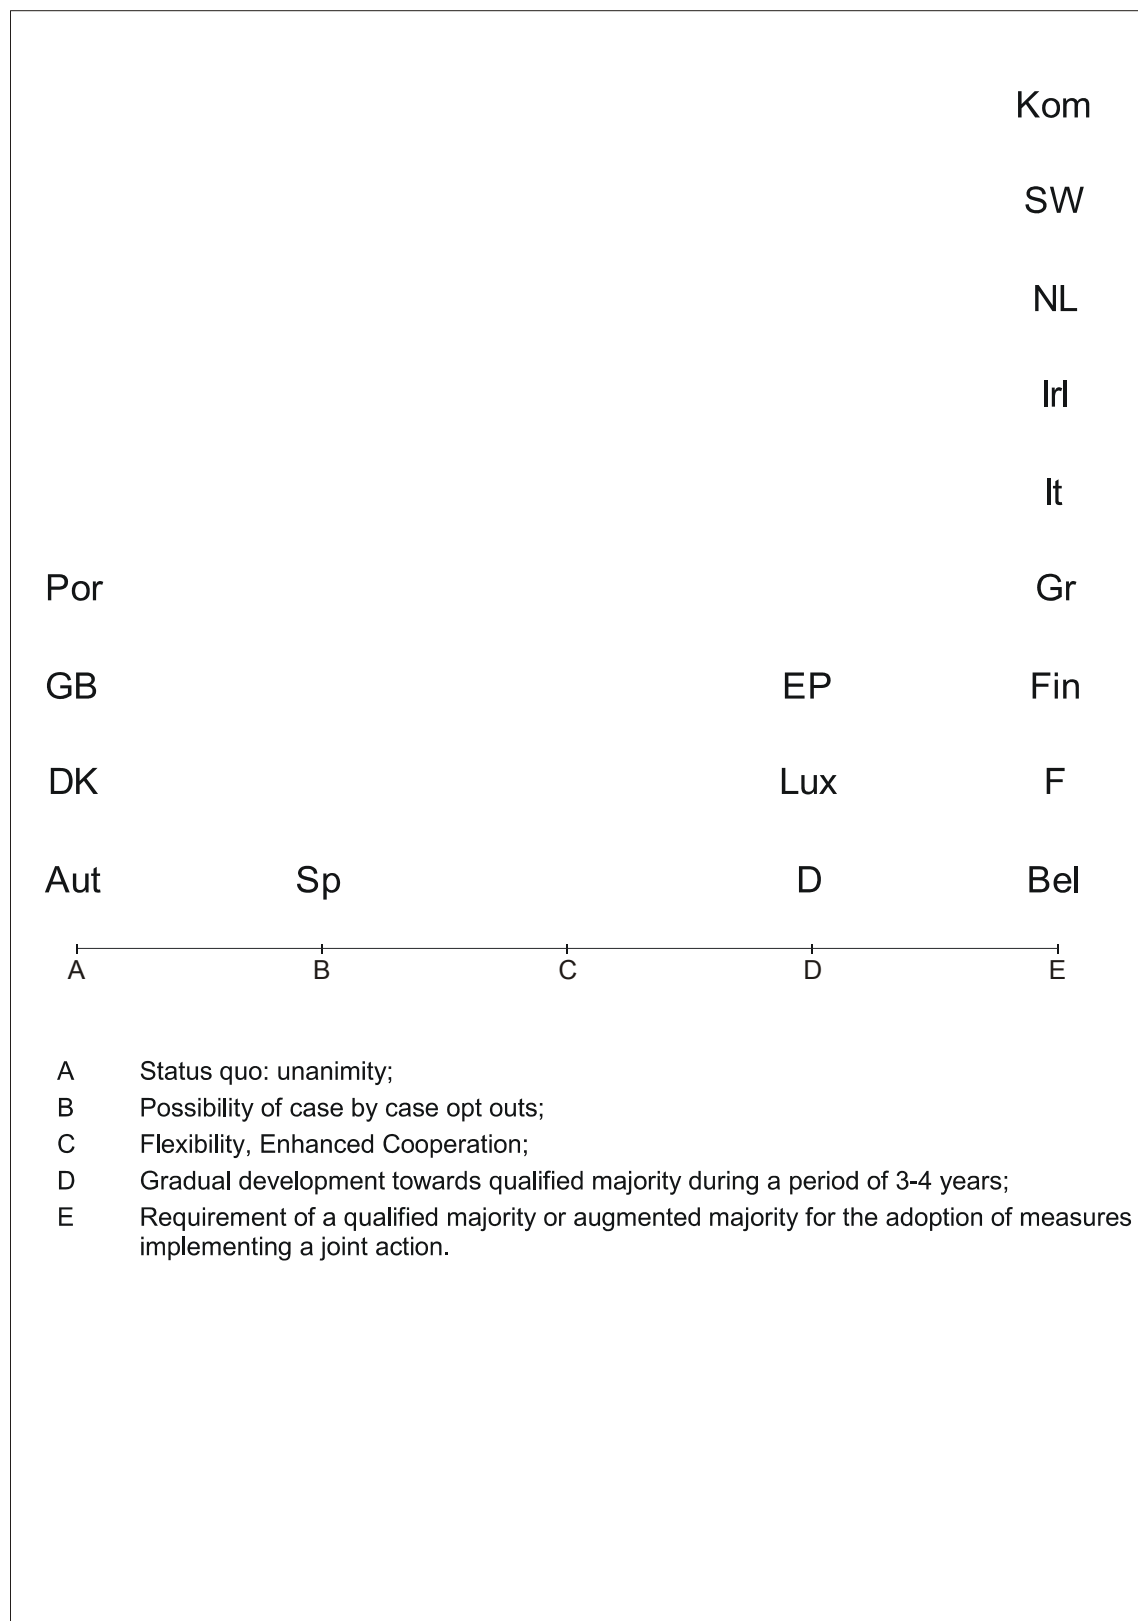 Kom
SW
NL
Irl
It
Por Gr
GB EP Fin
DK Lux F
Aut Sp D Bel
A B C D E
A Status quo: unanimity;
B Possibility of case by case opt outs;
C Flexibility, Enhanced Cooperation;
D Gradual development towards qualified majority during a period of 3-4 years;
E Requirement of a qualified majority or augmented majority for the adoption of measures
implementing a joint action.